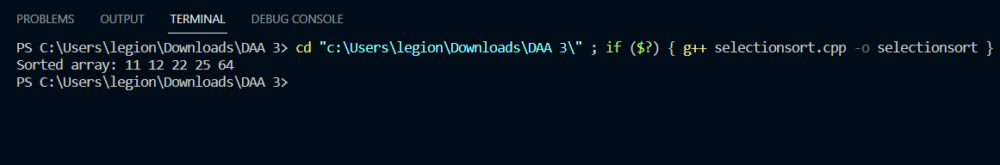 PROBLEMS OUTPUT TERMINAL DEBUG CONSOLE
PS C:\Users\legion\Downloads\DAA 3> cd "c:\Users\legion\Downloads\DAA 3\" ; if ($?) { g++ selectionsort.cpp -o selectionsort }
Sorted array: 11 12 22 25 64
PS C:\Users\legion\Downloads\DAA 3>